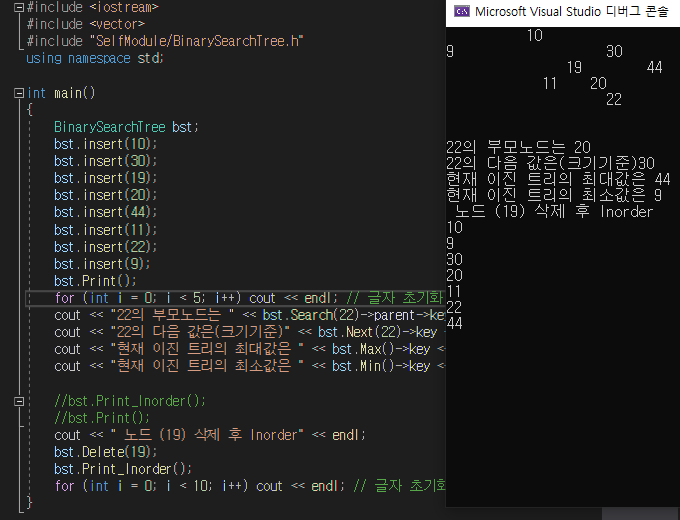 #include <iostream>
#include <vector>
#include "SelfModule/BinarySearchTree.h"
using namespace std;
int main()
{
BinarySearchTree bst;
bst.insert(10);
bst.insert(30);
bst.insert(19);
bst.insert(20);
bst.insert(44);
bst.insert(11);
bst.insert(22);
bst.insert(9);
bst.Print();
for (int i = 0; i < 5; i++) cout << endl; // 글자 초기화
cout << "22의 부모노드는 " << bst.Search(22)->parent->key
cout << "22의 다음 값은(크기기준)" << bst.Next(22)->key <
cout << "현재 이진 트리의 최대값은 " << bst.Max()->key <
cout << "현재 이진 트리의 최소값은 " << bst.Min()->key <
//bst.Print_Inorder();
//bst.Print();
cout << " 노드 (19) 삭제 후 Inorder" << endl;
bst.Delete(19);
bst.Print_Inorder();
for (int i = 0; i < 10; i++) cout << endl; // 글자 초기화
}
Microsoft Visual Studio 디버그 콘솔
10
9 30
19 44
11 20
22
22의 부모노드는 20
22의 다음 값은(크기기준)30
현재 이진 트리의 최대값은 44
현재 이진 트리의 최소값은 9
노드 (19) 삭제 후 Inorder
10
9
30
20
11
22
44